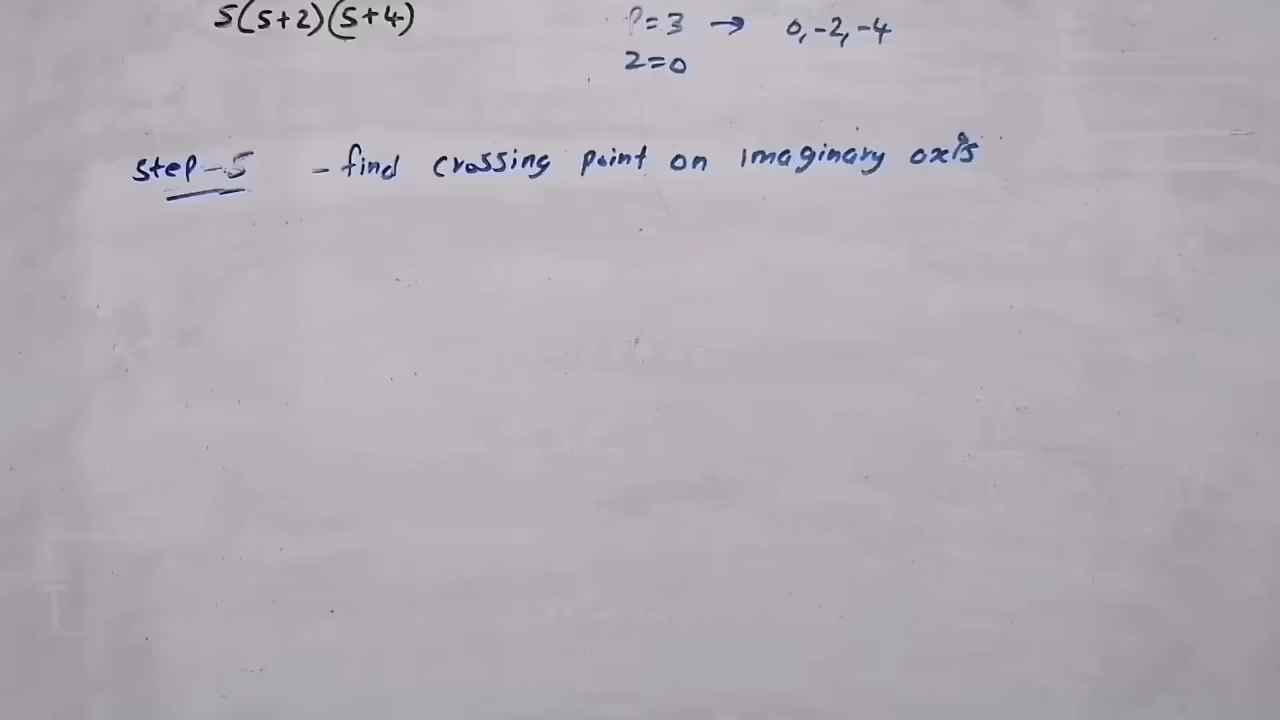 s(s+2)(s+4)
P=3 → 0,-2,-4
Z=0
step-5 - find crossing point on imaginary axis